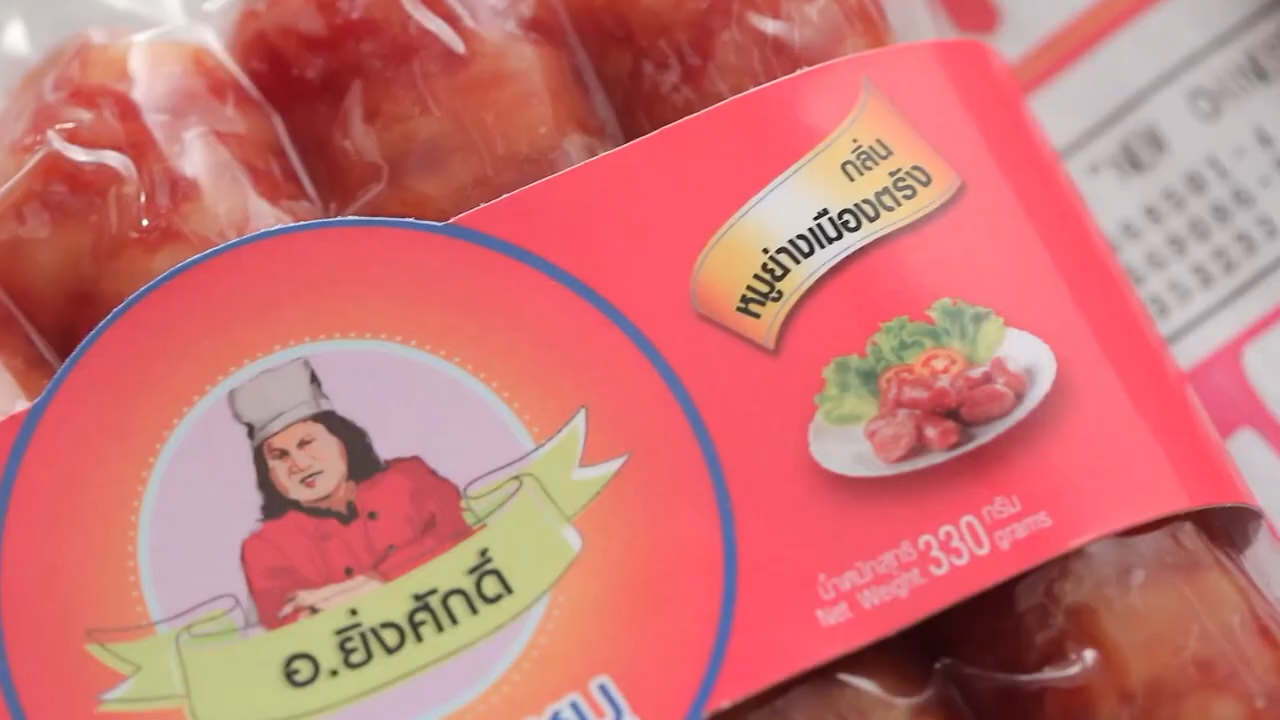 กลิ่น
หมูย่างเมืองตรัง
อ.ยิ่งศักดิ์
น้ำหนักสุทธิ 330 กรัม
Net Weight. grams